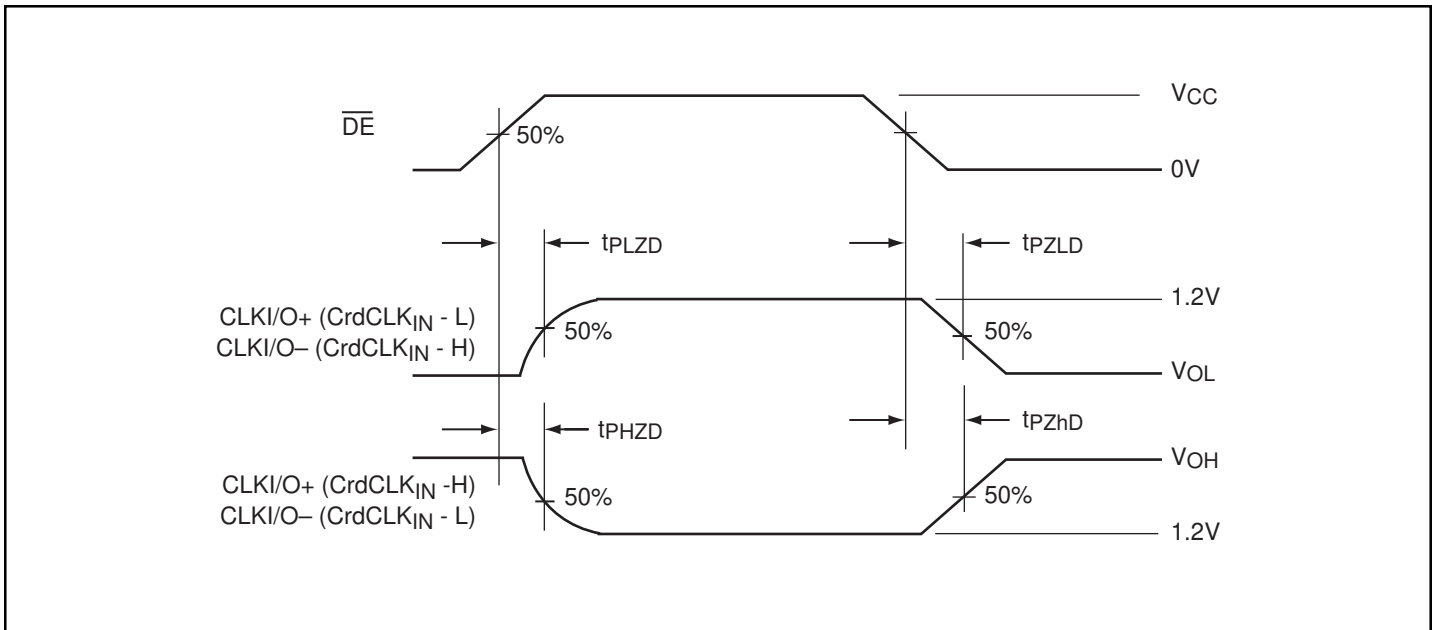 VCC
DE
50%
0V
tPLZD
tPZLD
1.2V
CLKI/O+ (CrdCLKIN - L)
50%
50%
CLKI/O– (CrdCLKIN - H)
VOL
tPHZD
tPZhD
VOH
CLKI/O+ (CrdCLKIN -H)
50%
50%
CLKI/O– (CrdCLKIN - L)
1.2V